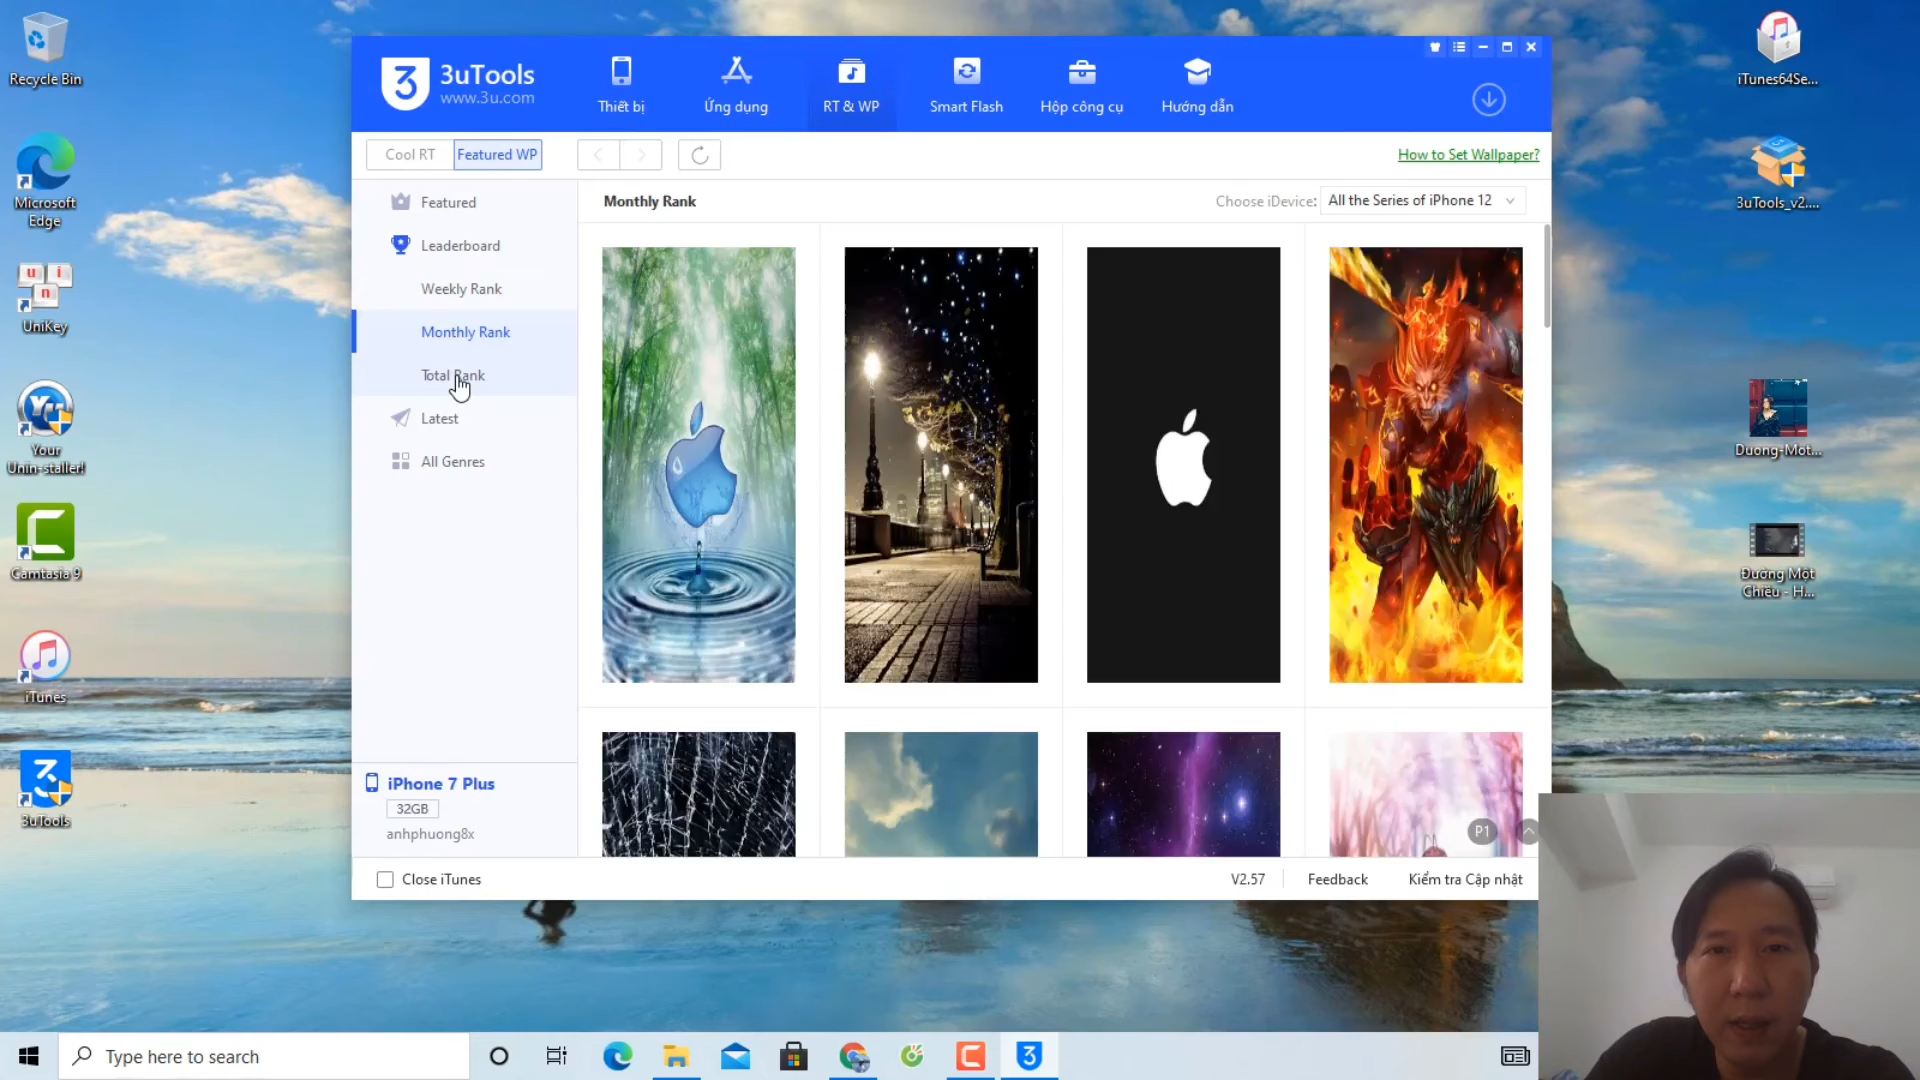 Recycle Bin
Microsoft
Edge
u i
n
UniKey
Your
Unin-staller!
Camtasia 9
iTunes
3uTools
3
3uTools
www.3u.com
Thiết bị
Ứng dụng
RT & WP
Smart Flash
Hộp công cụ
Hướng dẫn
Cool RT
Featured WP
How to Set Wallpaper?
Featured
Leaderboard
Weekly Rank
Monthly Rank
Total Rank
Latest
All Genres
Monthly Rank
Choose iDevice:
All the Series of iPhone 12
P1
iPhone 7 Plus
32GB
anhphuong8x
Close iTunes
V2.57
Feedback
Kiểm tra Cập nhật
iTunes64Se...
3uTools_v2....
Duong-Mot...
Đường Một
Chiều - H...
Type here to search